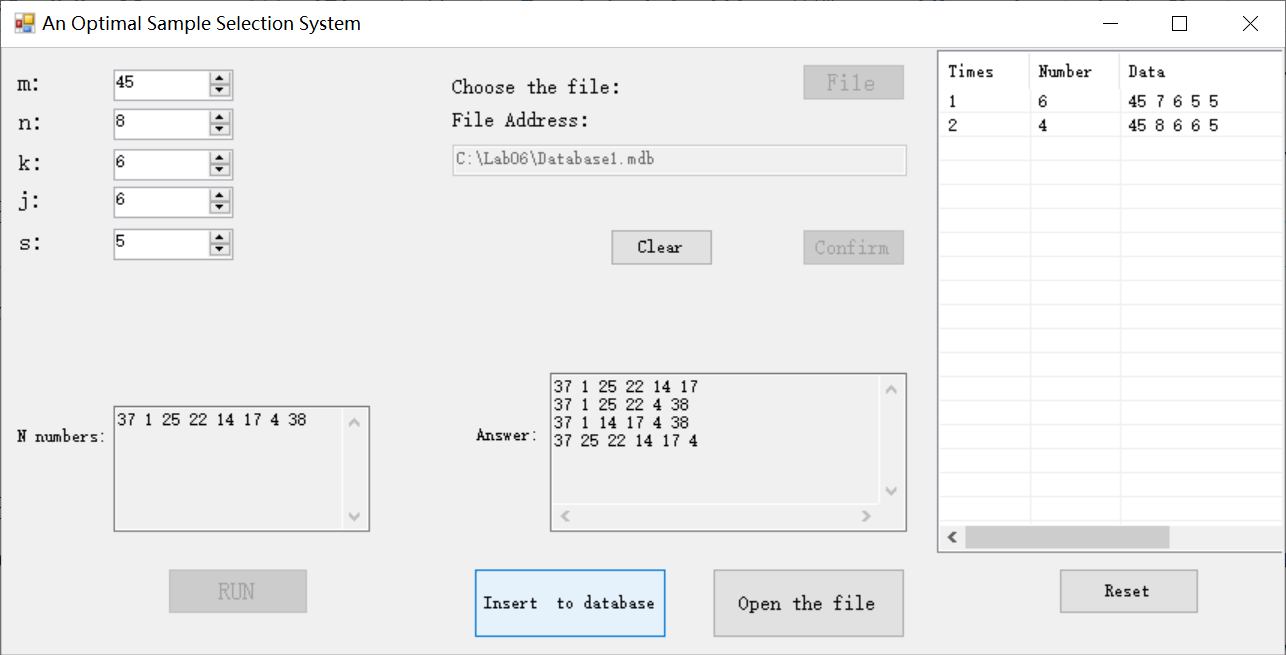 An Optimal Sample Selection System
m: 45
n: 8
k: 6
j: 6
s: 5
Choose the file: File
File Address:
C:\Lab06\Database1.mdb
Clear Confirm
N numbers: 37 1 25 22 14 17 4 38
Answer: 37 1 25 22 14 17
37 1 25 22 4 38
37 1 14 17 4 38
37 25 22 14 17 4
RUN
Insert to database
Open the file
Times Number Data
1 6 45 7 6 5 5
2 4 45 8 6 6 5
Reset